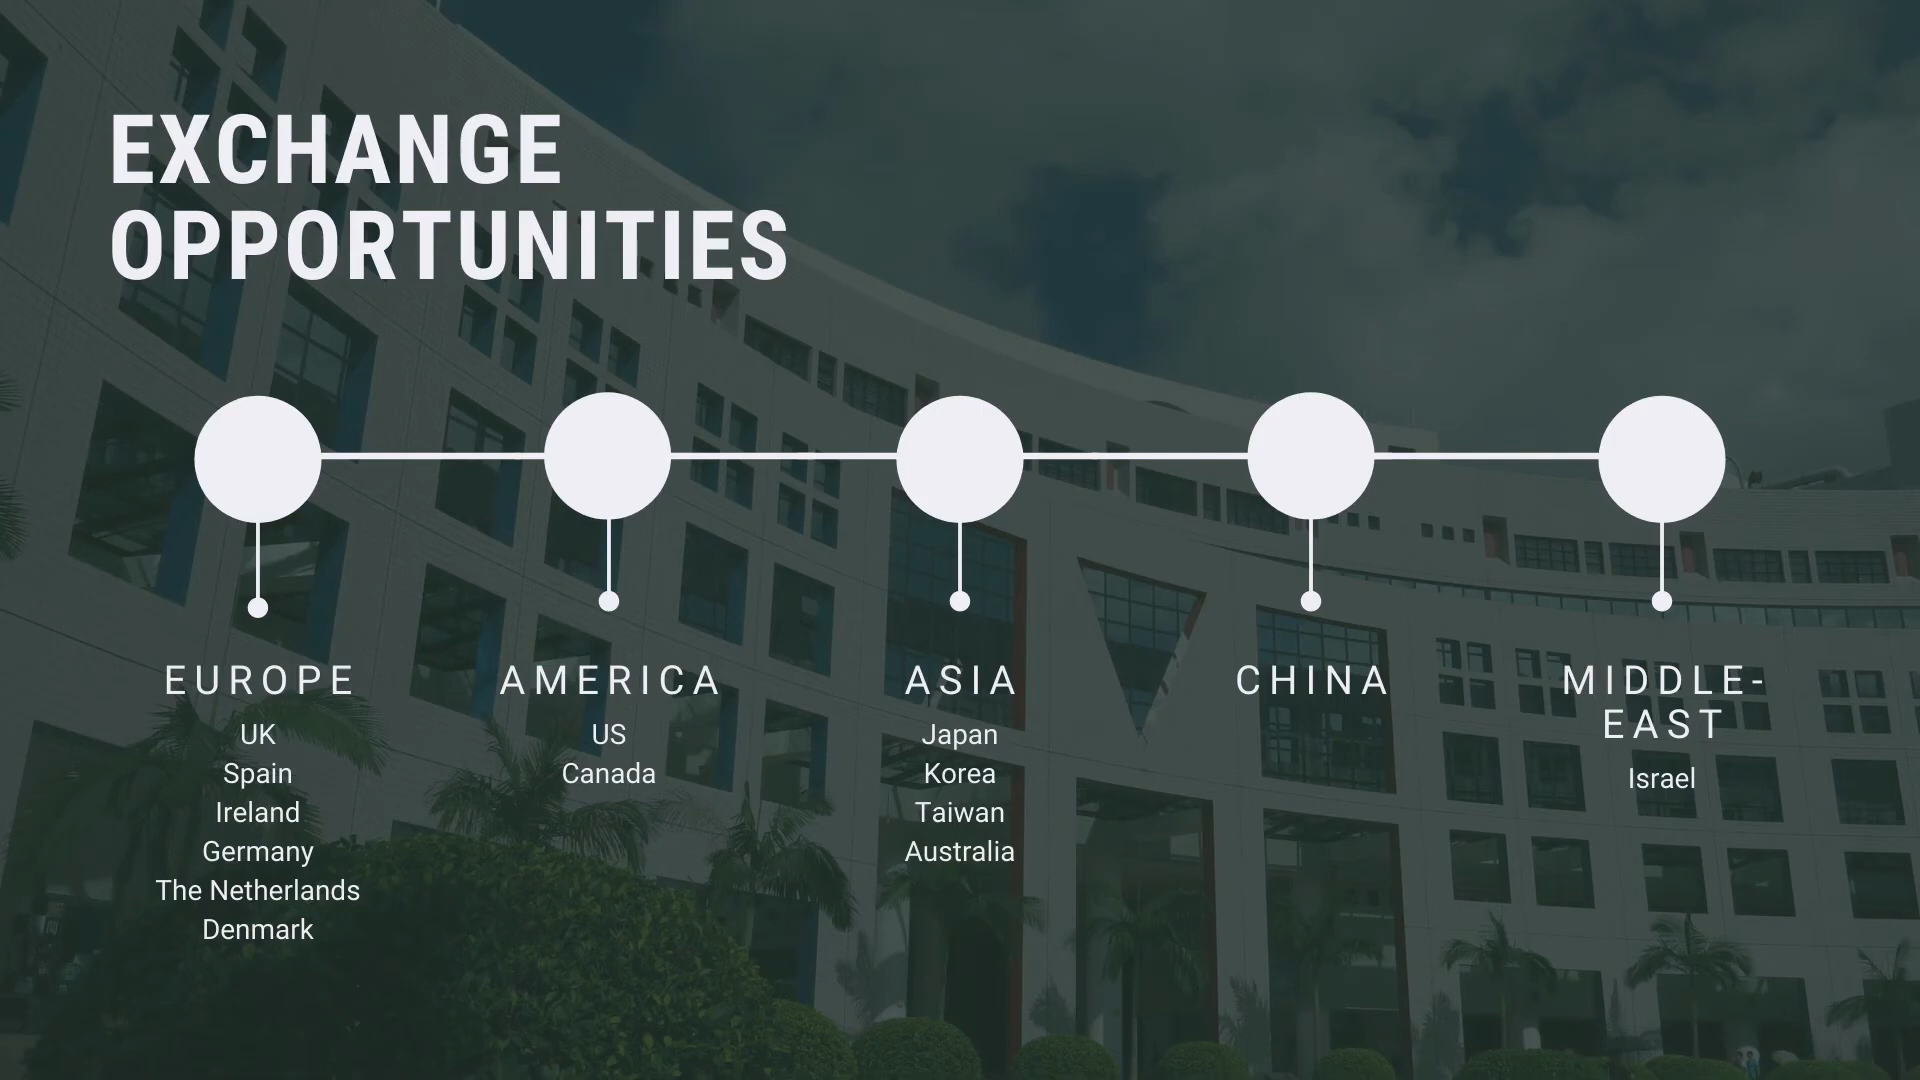 EXCHANGE
OPPORTUNITIES
EUROPE
UK
Spain
Ireland
Germany
The Netherlands
Denmark
AMERICA
US
Canada
ASIA
Japan
Korea
Taiwan
Australia
CHINA
MIDDLE-
EAST
Israel